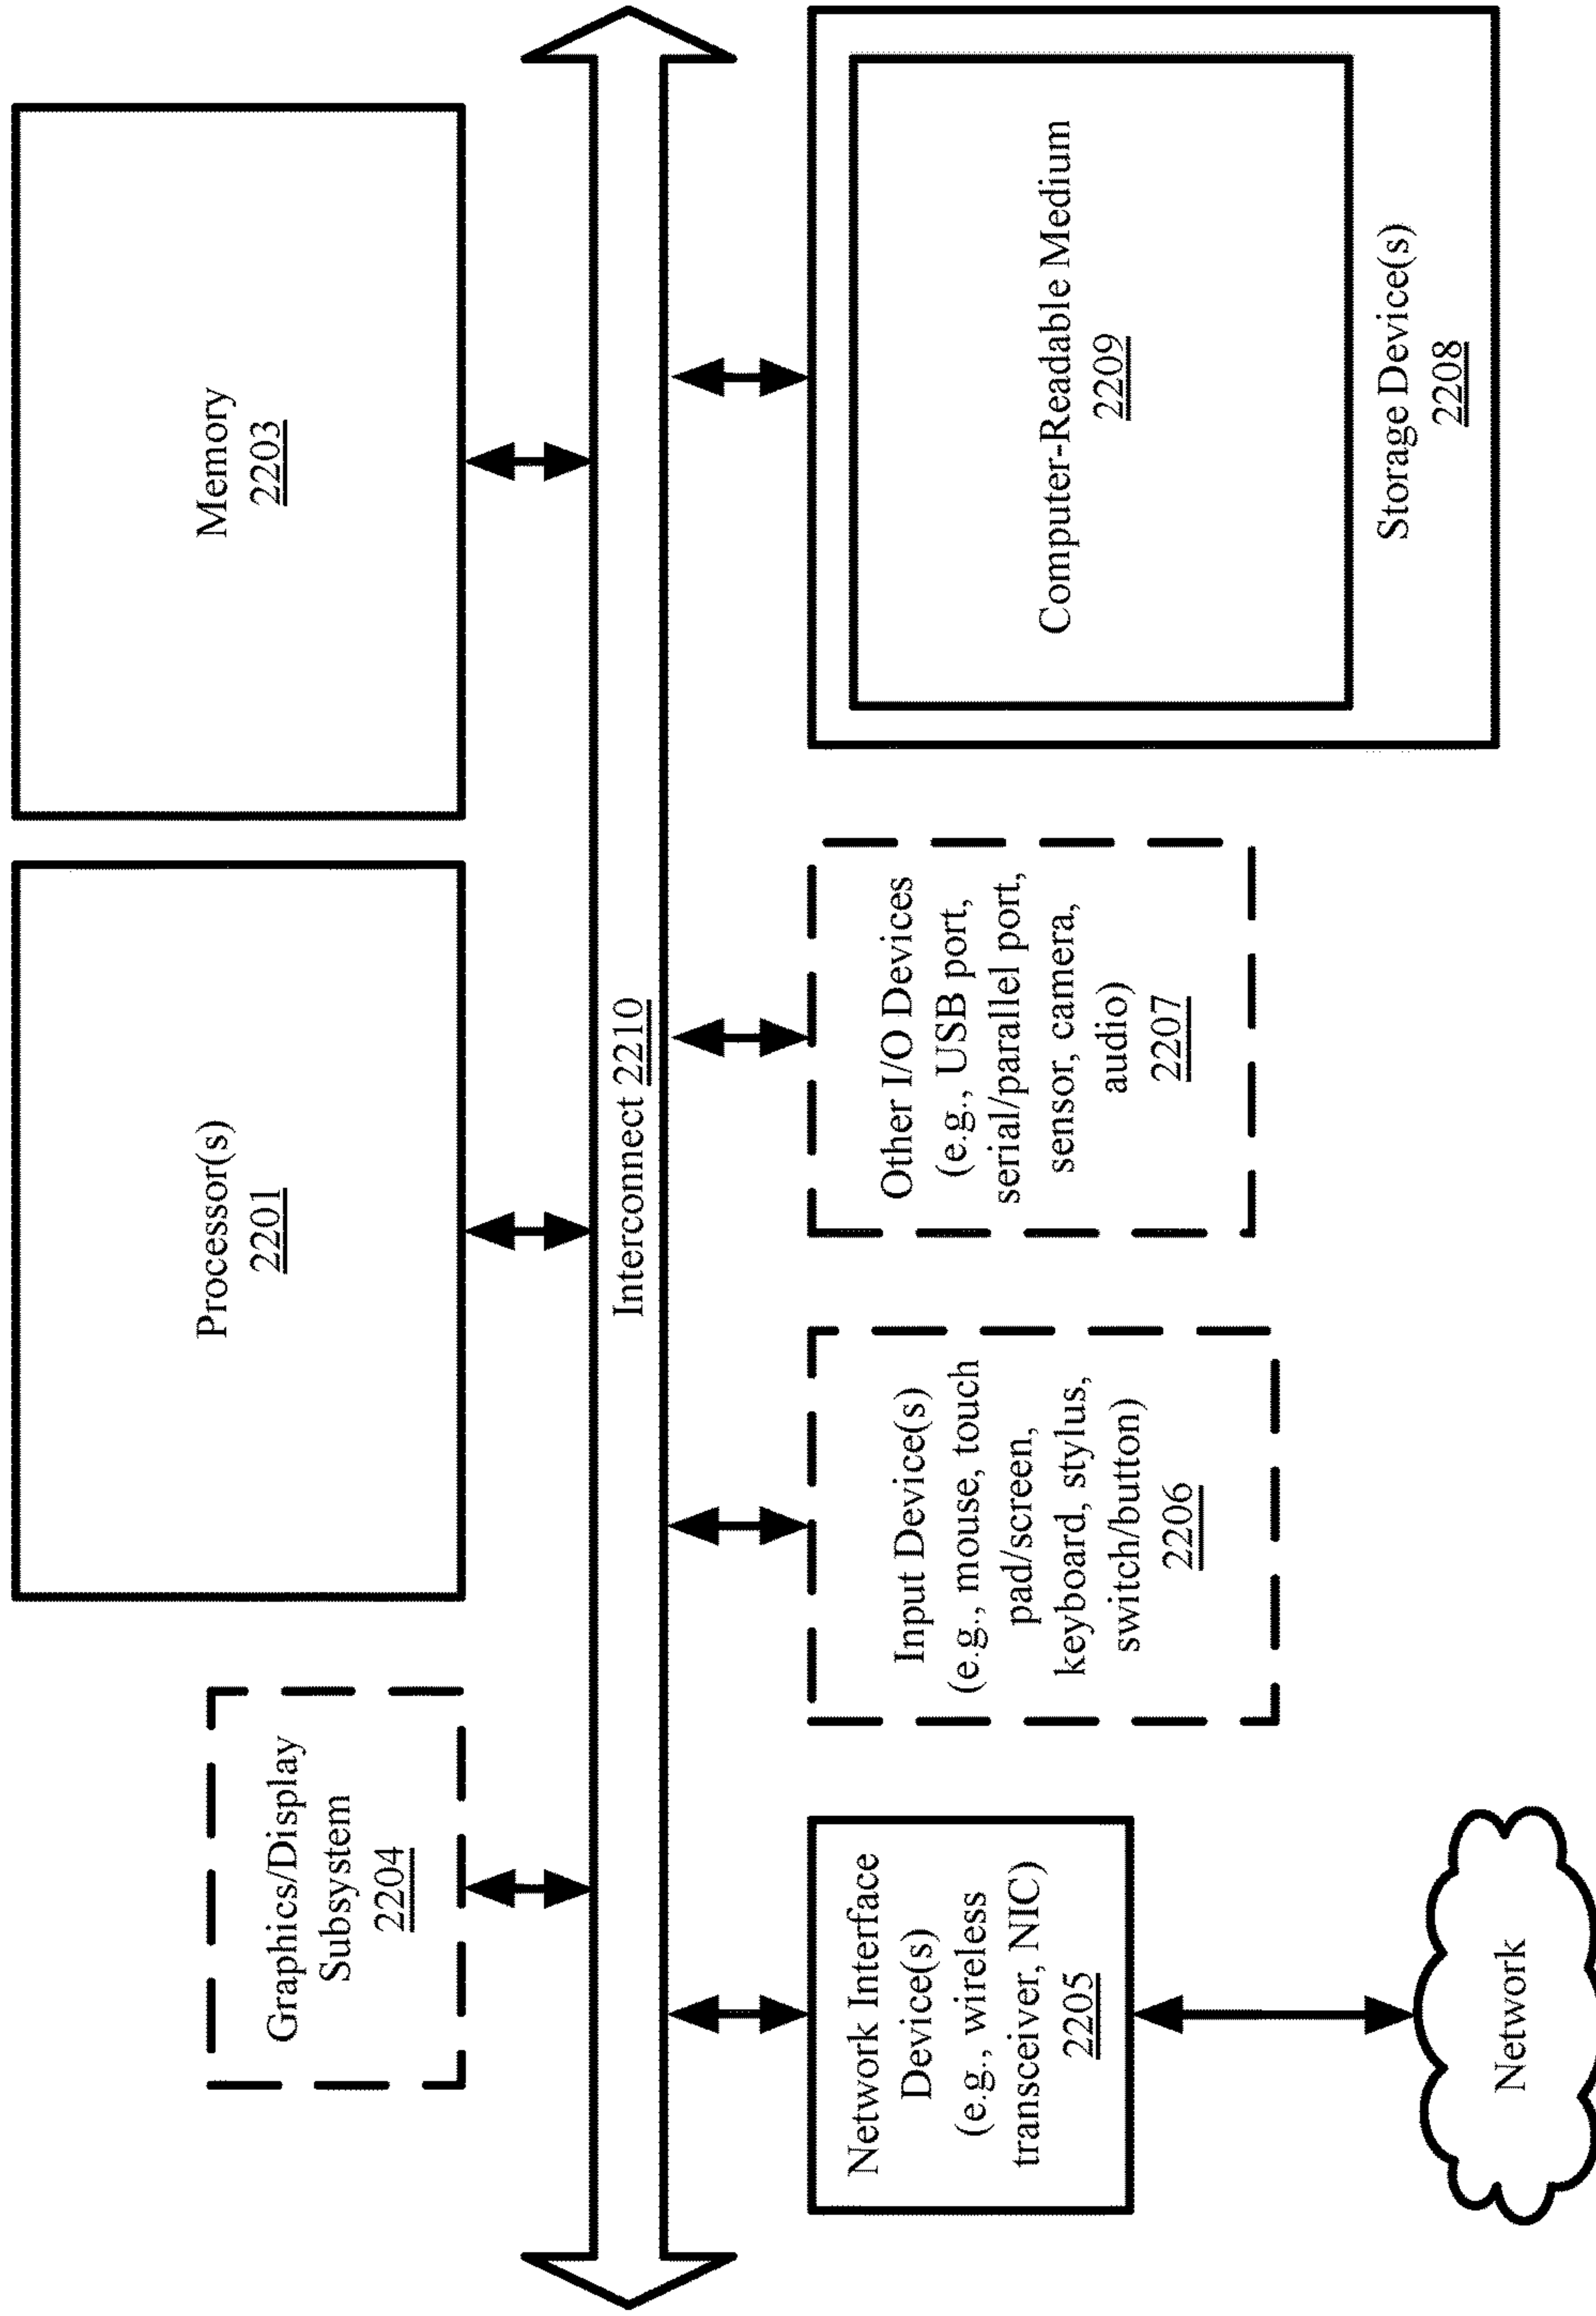 Graphics/Display
Subsystem
2204
Processor(s)
2201
Memory
2203
Interconnect 2210
Network Interface
Device(s)
(e.g., wireless
transceiver, NIC)
2205
Input Device(s)
(e.g., mouse, touch
pad/screen,
keyboard, stylus,
switch/button)
2206
Other I/O Devices
(e.g., USB port,
serial/parallel port,
sensor, camera,
audio)
2207
Computer-Readable Medium
2209
Storage Device(s)
2208
Network